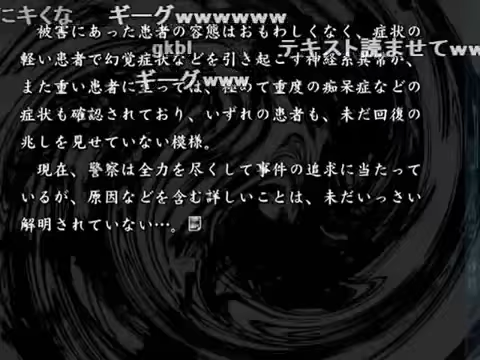 にキくな
ギーグｗｗｗｗｗｗ
被害にあった患者の容態はおもわしくなく、症状の
gkbl
テキスト読ませてｗｗ
軽い患者で幻覚症状などを引き起こす神経系異常が、
ギーグｗｗｗ
また重い患者に至っては、極めて重度の痴呆症などの
症状も確認されており、いずれの患者も、未だ回復の
兆しを見せていない模様。
現在、警察は全力を尽くして事件の追求に当たって
いるが、原因などを含む詳しいことは、未だいっさい
解明されていない…。